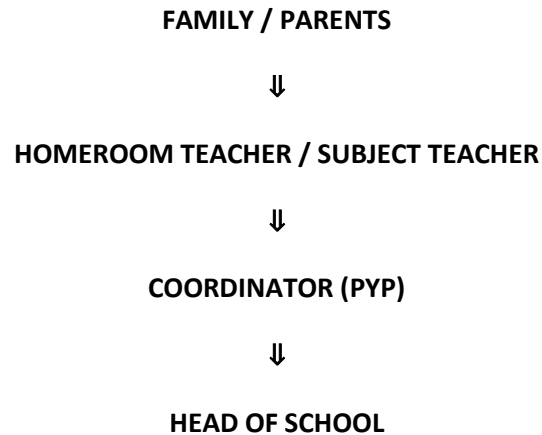 FAMILY / PARENTS
⇓
HOMEROOM TEACHER / SUBJECT TEACHER
⇓
COORDINATOR (PYP)
⇓
HEAD OF SCHOOL